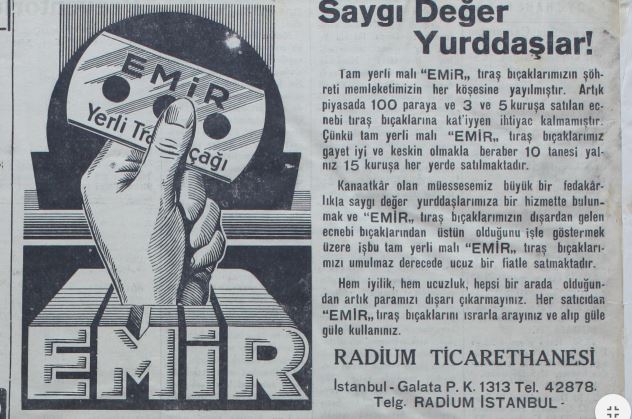 EMİR
Yerli Tra çağı
EMİR
Saygı Değer
Yurddaşlar!
Tam yerli malı “EMİR„ tıraş bıçaklarımızın şöh-
reti memleketimizin her köşesine yayılmıştır. Artık
piyasada 100 paraya ve 3 ve 5 kuruşa satılan ec-
nebi tıraş bıçaklarına kat'iyyen ihtiyac kalmamıştır.
Çünkü tam yerli malı “EMİR„ tıraş bıçaklarımız
gayet iyi ve keskin olmakla beraber 10 tanesi yal-
nız 15 kuruşa her yerde satılmaktadır.
Kanaatkâr olan müessesemiz büyük bir fedakâr-
lıkla saygı değer yurddaşlarımıza bir hizmette bulun-
mak ve “EMİR„ tıraş bıçaklarımızın dışardan gelen
ecnebi bıçaklarından üstün olduğunu işle göstermek
üzere işbu tam yerli malı “EMİR„ tıraş bıçakları-
mızı umulmaz derecede ucuz bir fiatle satmaktadır.
Hem iyilik, hem ucuzluk, hepsi bir arada olduğun-
dan artık paramızı dışarı çıkarmayınız. Her satıcıdan
“EMİR„ tıraş bıçaklarını ısrarla arayınız ve alıp güle
güle kullanınız.
RADİUM TİCARETHANESİ
İstanbul - Galata P. K. 1313 Tel. 42878.
Telg. RADİUM İSTANBUL -